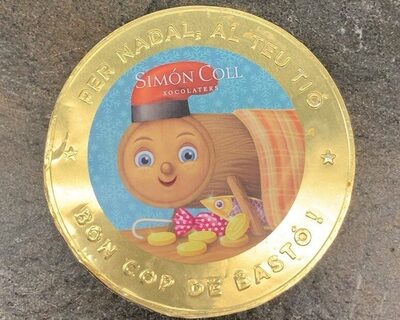 PER NADAL, AL TEU TIÓ
SIMÓN COLL
XOCOLATERS
BON COP DE BASTÓ!